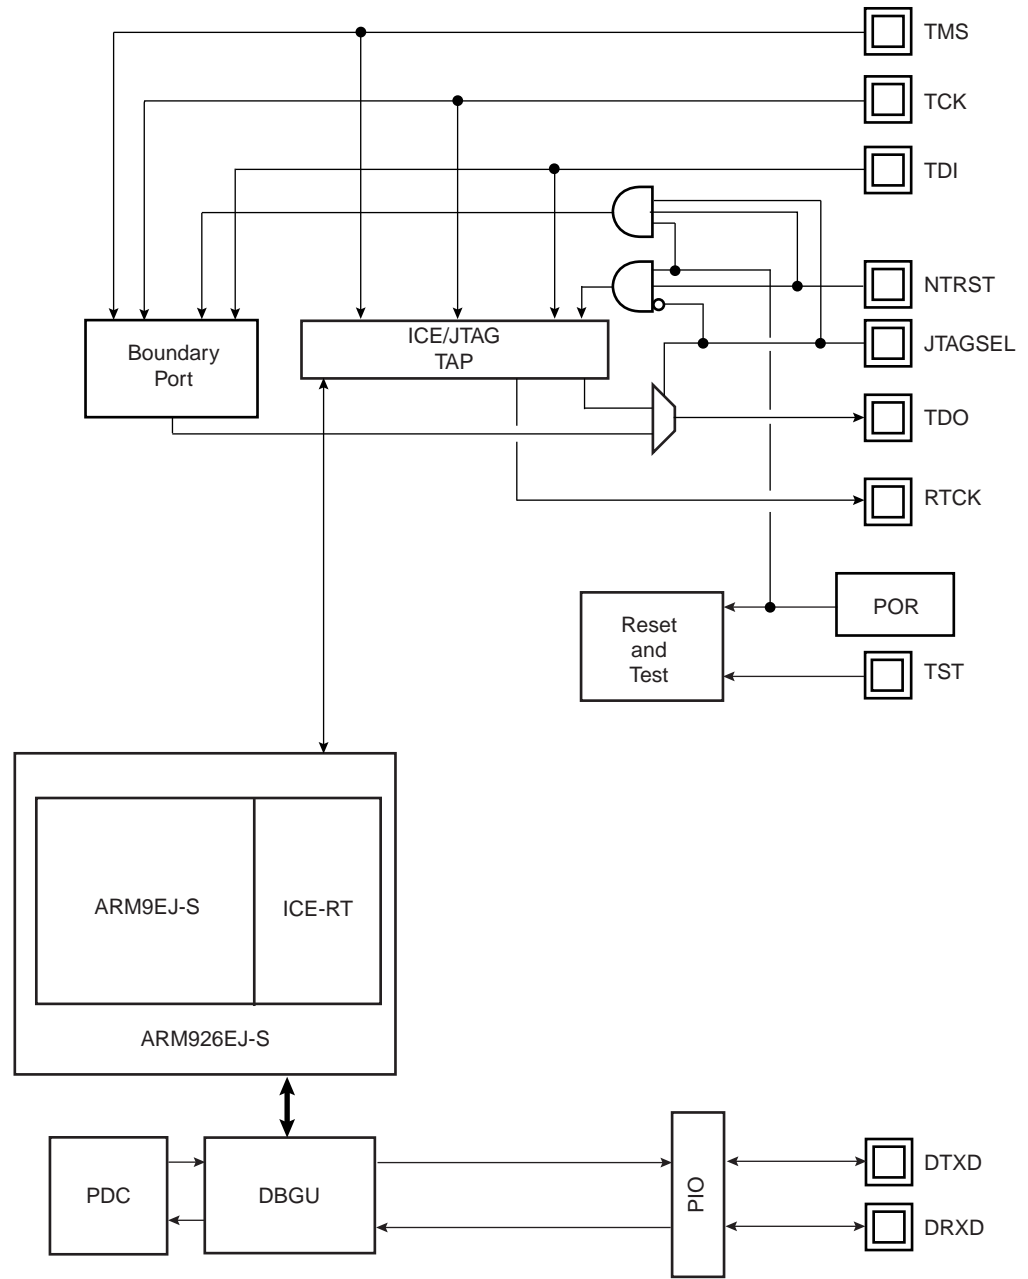 TMS
TCK
TDI
NTRST
ICE/JTAG
TAP
JTAGSEL
Boundary
Port
TDO
RTCK
POR
Reset
and
Test
TST
ARM9EJ-S
ICE-RT
ARM926EJ-S
PDC
DBGU
PIO
DTXD
DRXD